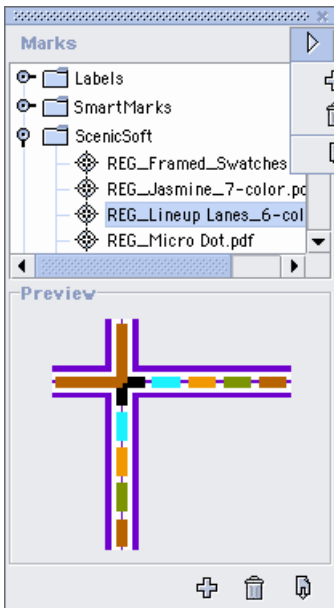 Marks
Labels
SmartMarks
ScenicSoft
REG_Framed_Swatches
REG_Jasmine_7-color.pd
REG_Lineup Lanes_6-col
REG_Micro Dot.pdf
Preview